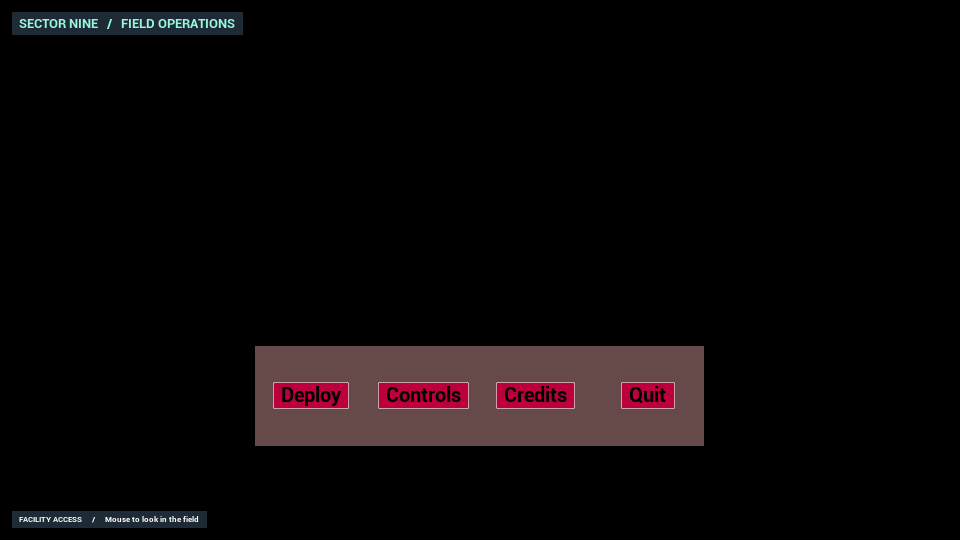 SECTOR NINE / FIELD OPERATIONS
Deploy Controls Credits Quit
FACILITY ACCESS / Mouse to look in the field